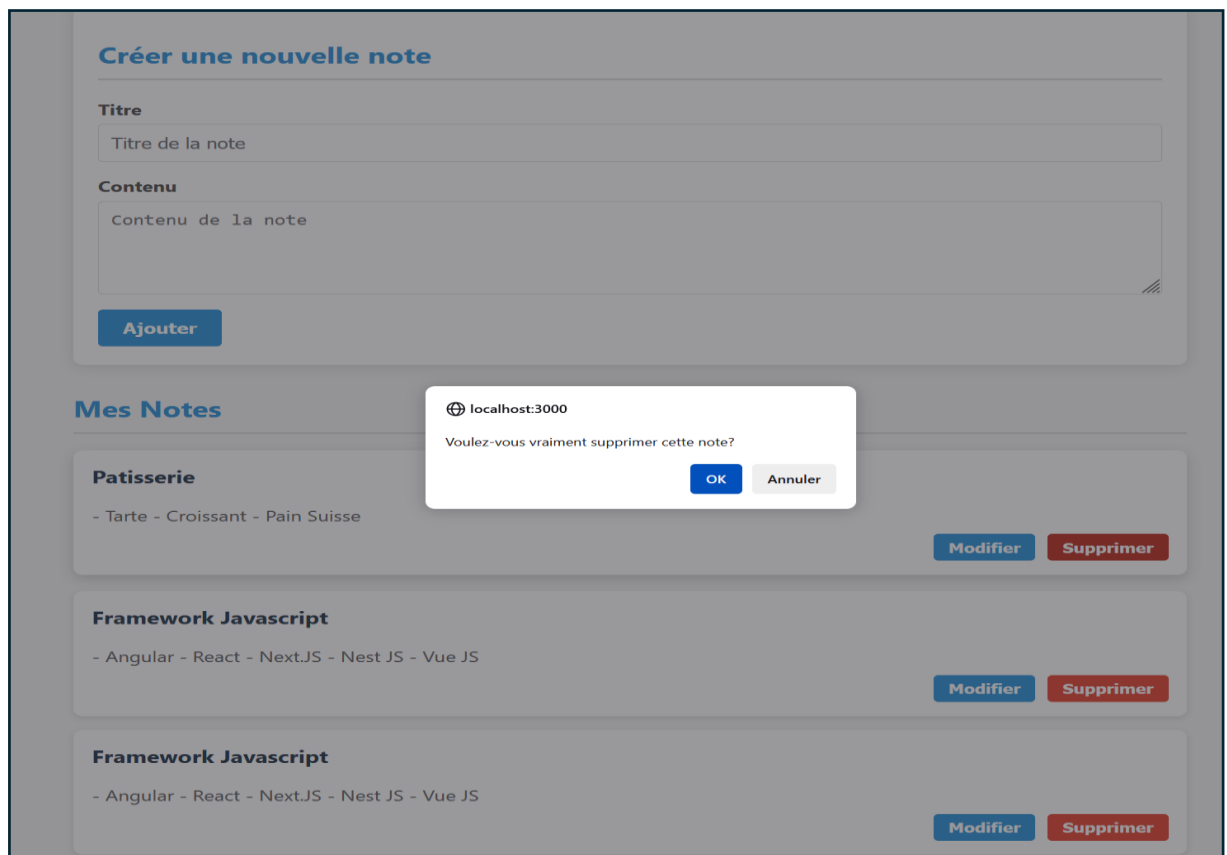 Créer une nouvelle note
Titre
Titre de la note
Contenu
Contenu de la note
Ajouter
Mes Notes
localhost:3000
Voulez-vous vraiment supprimer cette note?
OK Annuler
Patisserie
- Tarte - Croissant - Pain Suisse
Modifier Supprimer
Framework Javascript
- Angular - React - Next.JS - Nest JS - Vue JS
Modifier Supprimer
Framework Javascript
- Angular - React - Next.JS - Nest JS - Vue JS
Modifier Supprimer